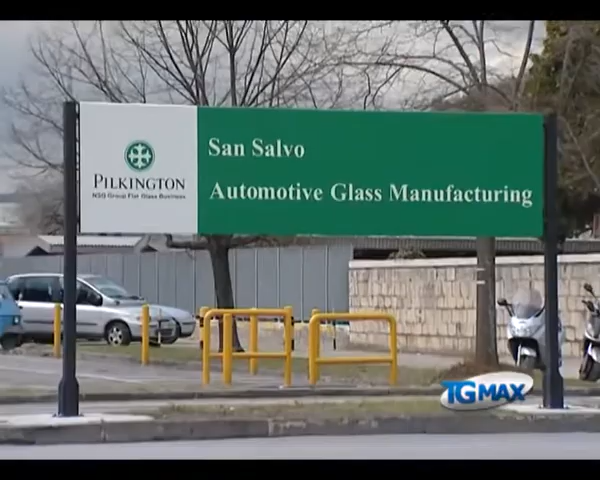 San Salvo
PILKINGTON
NSG Group Flat Glass Business
Automotive Glass Manufacturing
TGMAX